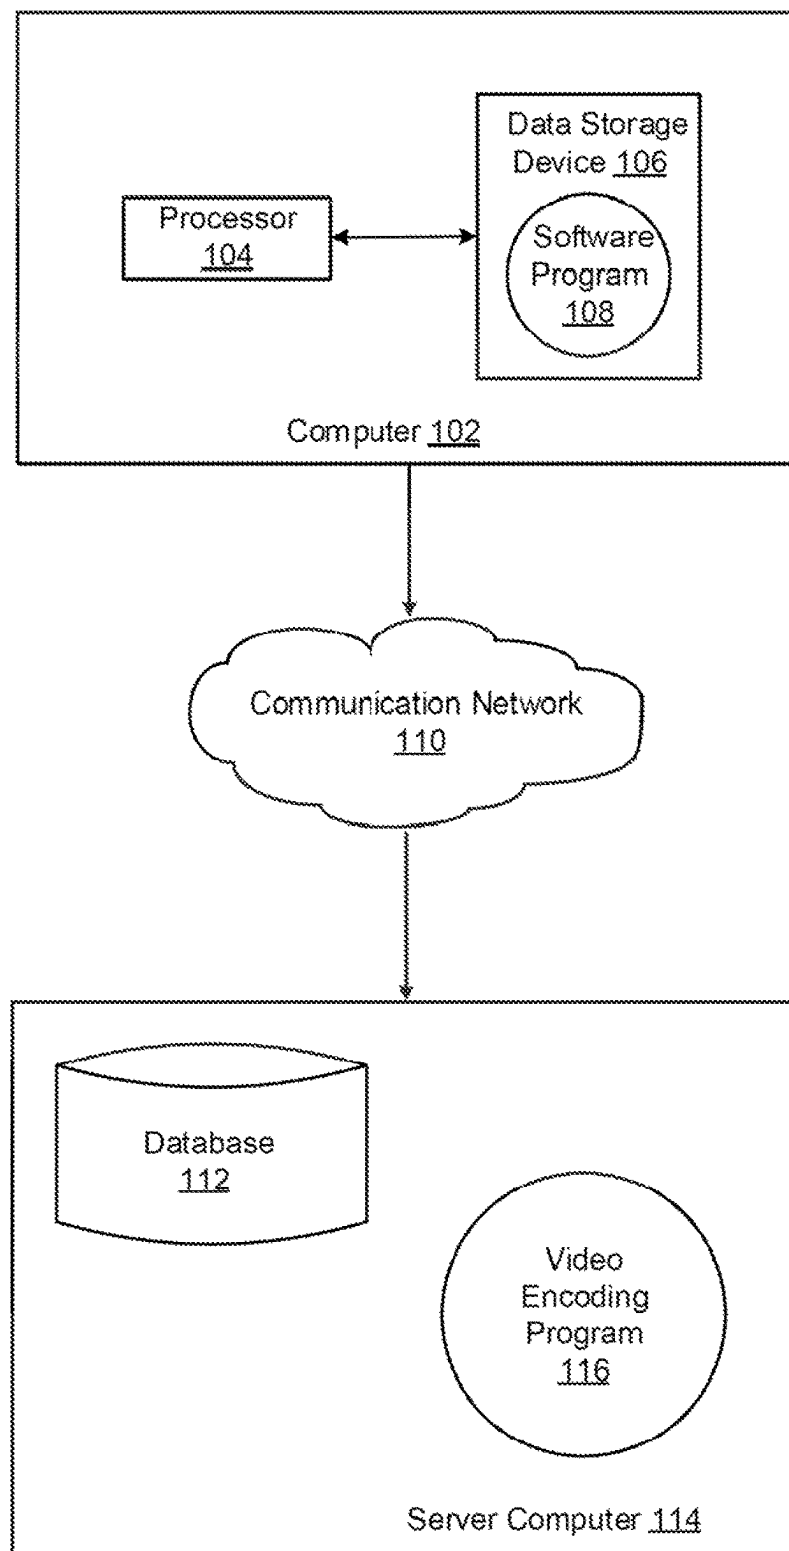 Data Storage
Device 106
Processor
104
Software
Program
108
Computer 102
Communication Network
110
Database
112
Video
Encoding
Program
116
Server Computer 114